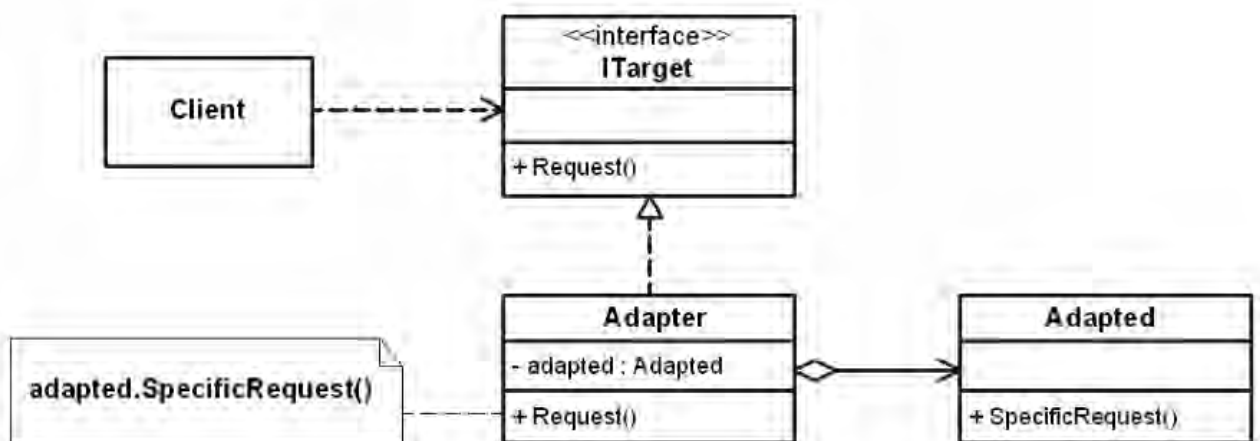 <<interface>>
ITarget
Client
+ Request()
Adapter
- adapted : Adapted
+ Request()
Adapted
+ SpecificRequest()
adapted.SpecificRequest()